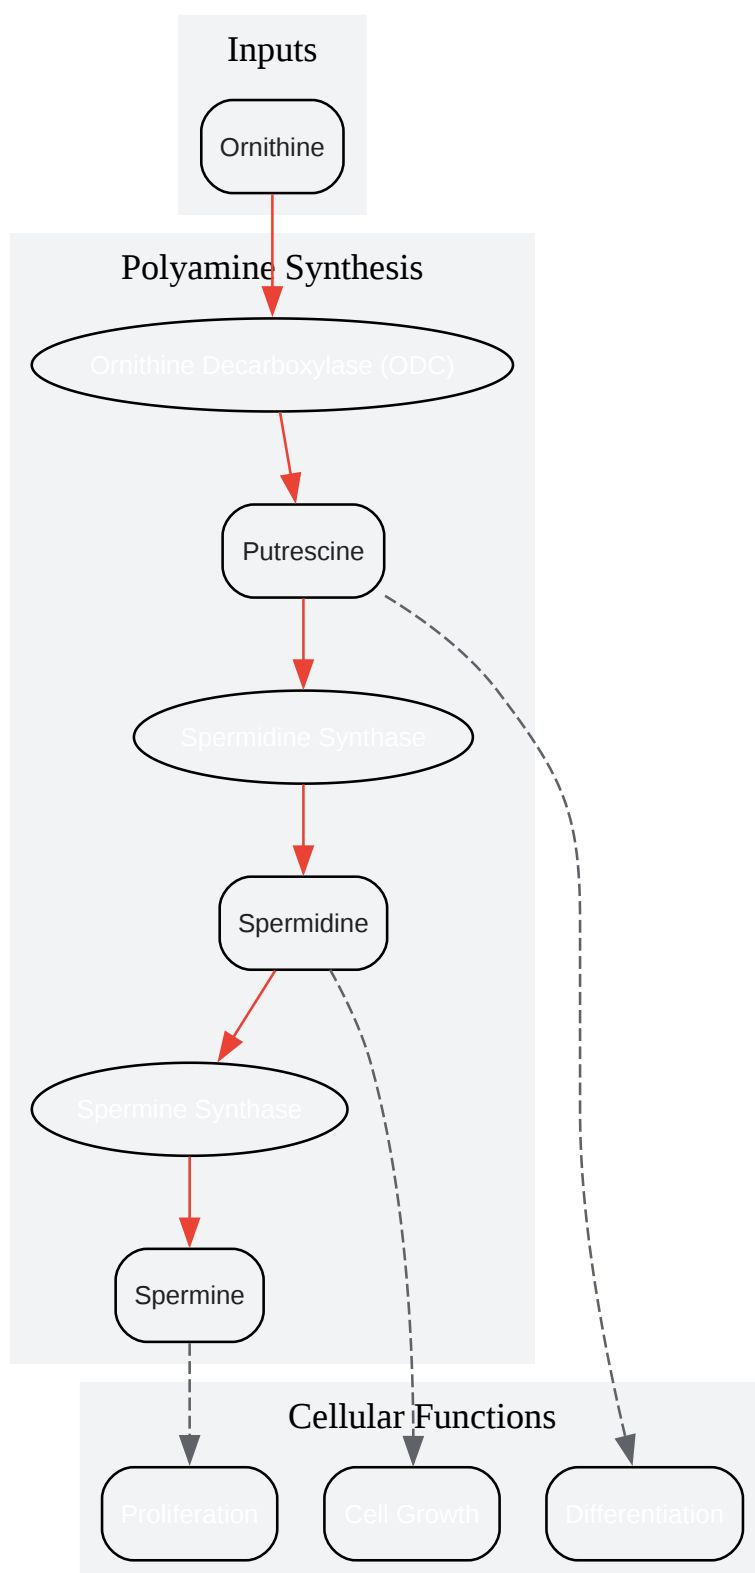 Inputs
Ornithine
Polyamine Synthesis
Ornithine Decarboxylase (ODC)
Putrescine
Spermidine Synthase
Spermidine
Spermine Synthase
Spermine
Cellular Functions
Proliferation
Cell Growth
Differentiation